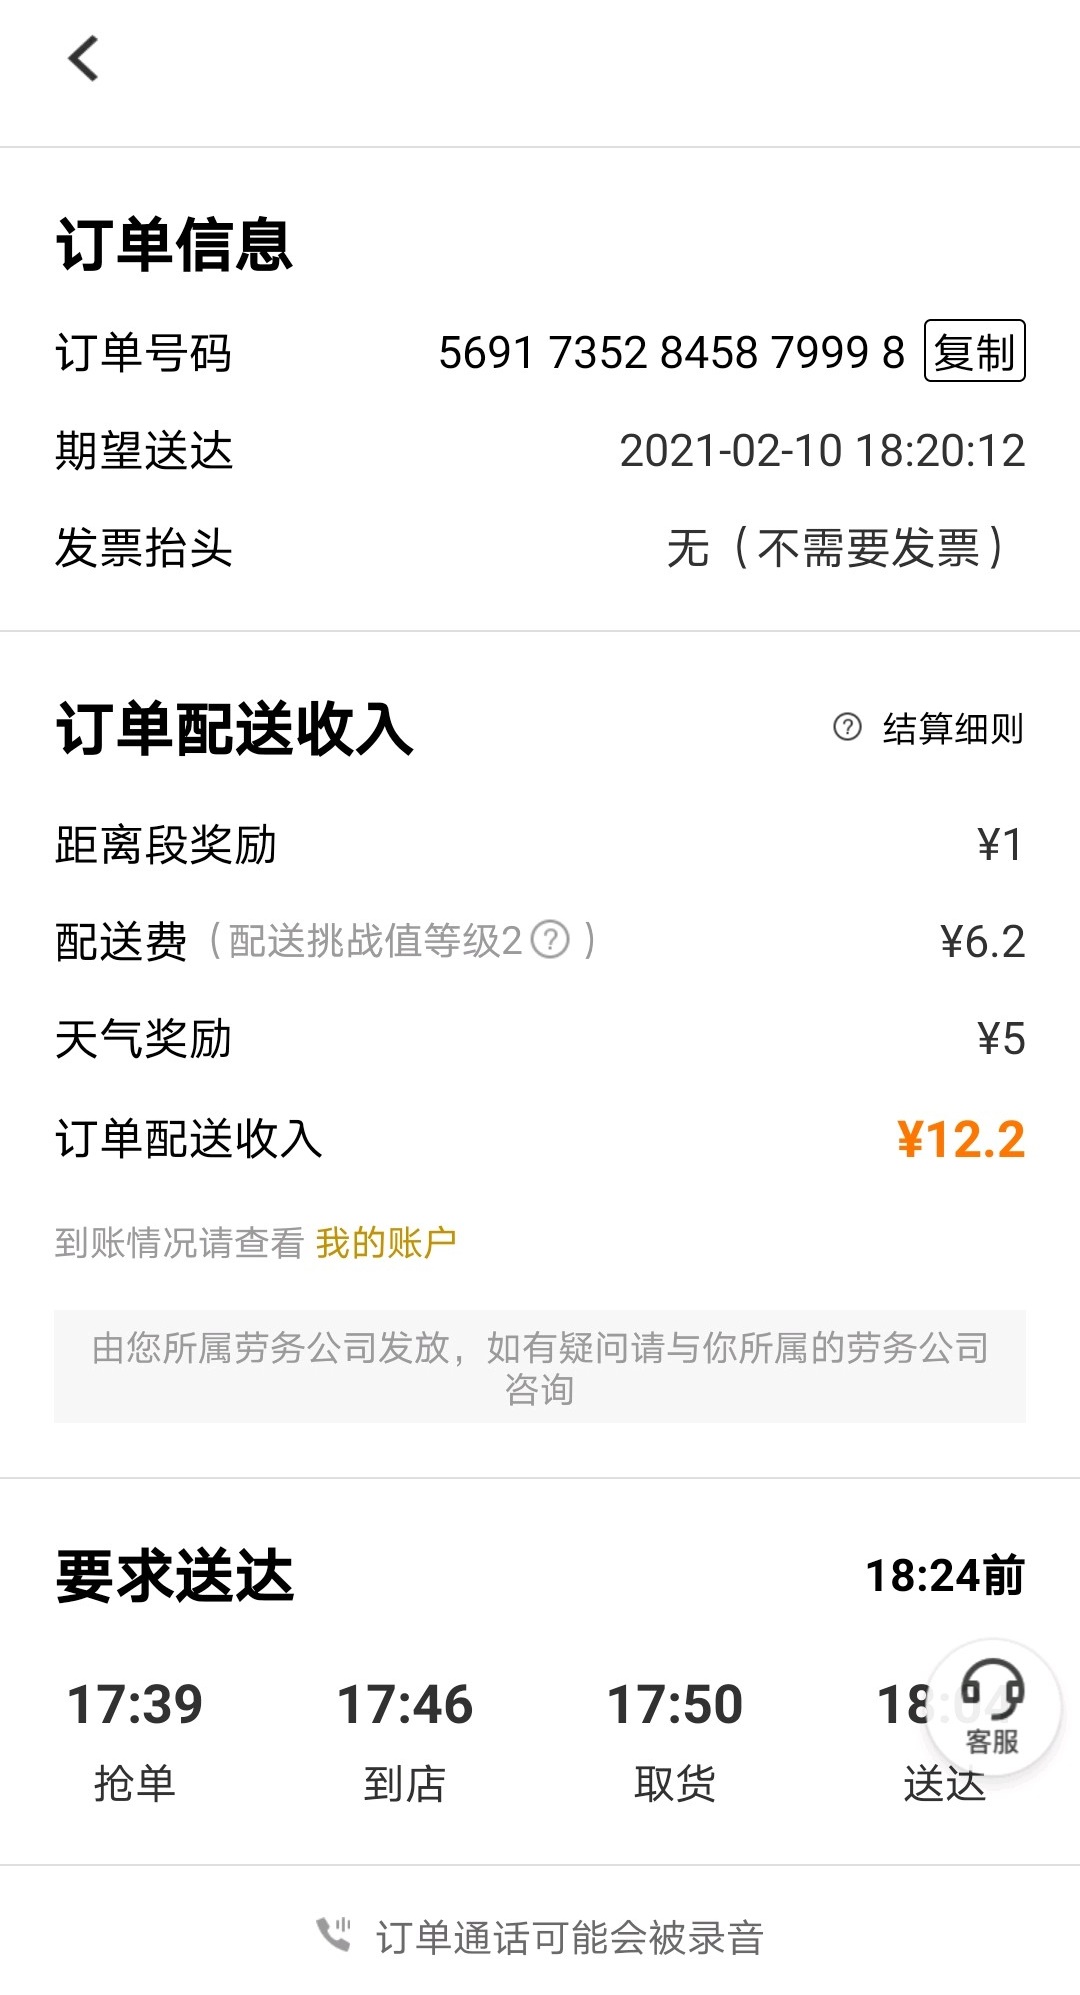 订单信息
订单号码 5691 7352 8458 7999 8 复制
期望送达 2021-02-10 18:20:12
发票抬头 无（不需要发票）
订单配送收入 ? 结算细则
距离段奖励 ¥1
配送费（配送挑战值等级2?） ¥6.2
天气奖励 ¥5
订单配送收入 ¥12.2
到账情况请查看 我的账户
由您所属劳务公司发放，如有疑问请与你所属的劳务公司
咨询
要求送达 18:24前
17:39 17:46 17:50 18:04
客服
抢单 到店 取货 送达
订单通话可能会被录音